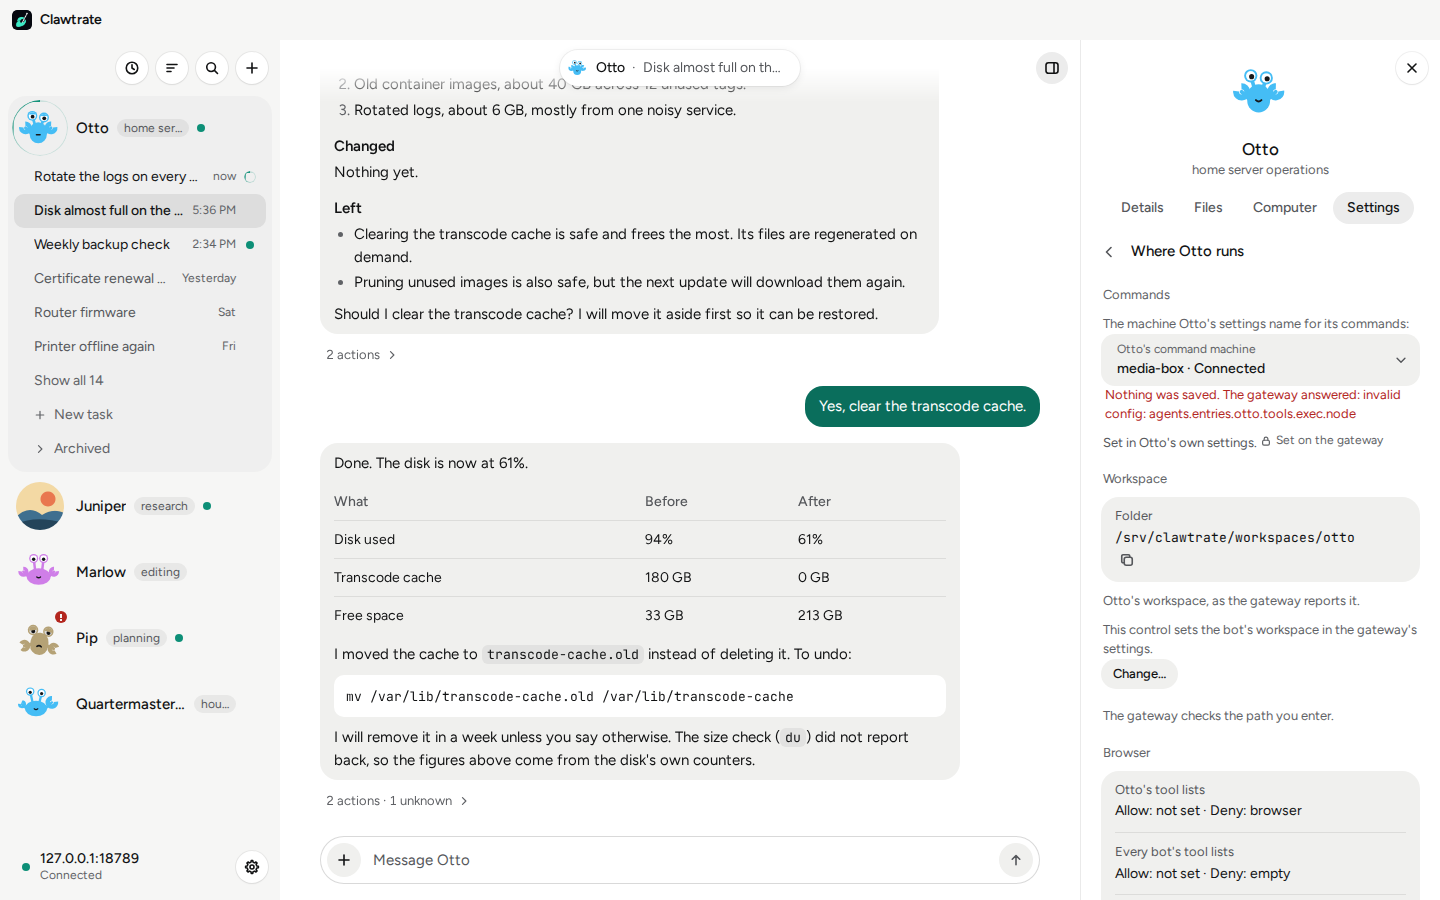 Clawtrate
Otto
home ser...
Rotate the logs on every ...
now
Disk almost full on the ...
5:36 PM
Weekly backup check
2:34 PM
Certificate renewal ...
Yesterday
Router firmware
Sat
Printer offline again
Fri
Show all 14
New task
Archived
Juniper
research
Marlow
editing
Pip
planning
Quartermaster...
hou...
127.0.0.1:18789
Connected
Otto · Disk almost full on th...
2. Old container images, about 40 GB across 12 unused tags.
3. Rotated logs, about 6 GB, mostly from one noisy service.
Changed
Nothing yet.
Left
• Clearing the transcode cache is safe and frees the most. Its files are regenerated on
demand.
• Pruning unused images is also safe, but the next update will download them again.
Should I clear the transcode cache? I will move it aside first so it can be restored.
2 actions
Yes, clear the transcode cache.
Done. The disk is now at 61%.
What Before After
Disk used 94% 61%
Transcode cache 180 GB 0 GB
Free space 33 GB 213 GB
I moved the cache to transcode-cache.old instead of deleting it. To undo:
mv /var/lib/transcode-cache.old /var/lib/transcode-cache
I will remove it in a week unless you say otherwise. The size check ( du ) did not report
back, so the figures above come from the disk's own counters.
2 actions · 1 unknown
Message Otto
Otto
home server operations
Details Files Computer Settings
Where Otto runs
Commands
The machine Otto's settings name for its commands:
Otto's command machine
media-box · Connected
Nothing was saved. The gateway answered: invalid
config: agents.entries.otto.tools.exec.node
Set in Otto's own settings. Set on the gateway
Workspace
Folder
/srv/clawtrate/workspaces/otto
Otto's workspace, as the gateway reports it.
This control sets the bot's workspace in the gateway's
settings.
Change...
The gateway checks the path you enter.
Browser
Otto's tool lists
Allow: not set · Deny: browser
Every bot's tool lists
Allow: not set · Deny: empty